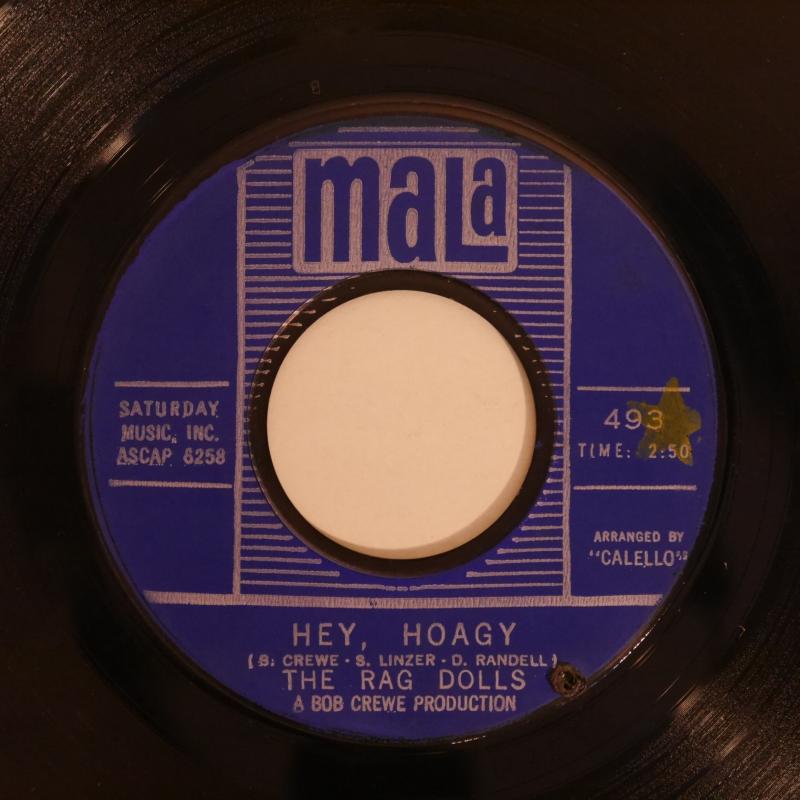 mala
SATURDAY
MUSIC, INC.
ASCAP 6258
493
TIME: 2:50
ARRANGED BY
"CALELLO"
HEY, HOAGY
(B. CREWE · S. LINZER · D. RANDELL)
THE RAG DOLLS
A BOB CREWE PRODUCTION